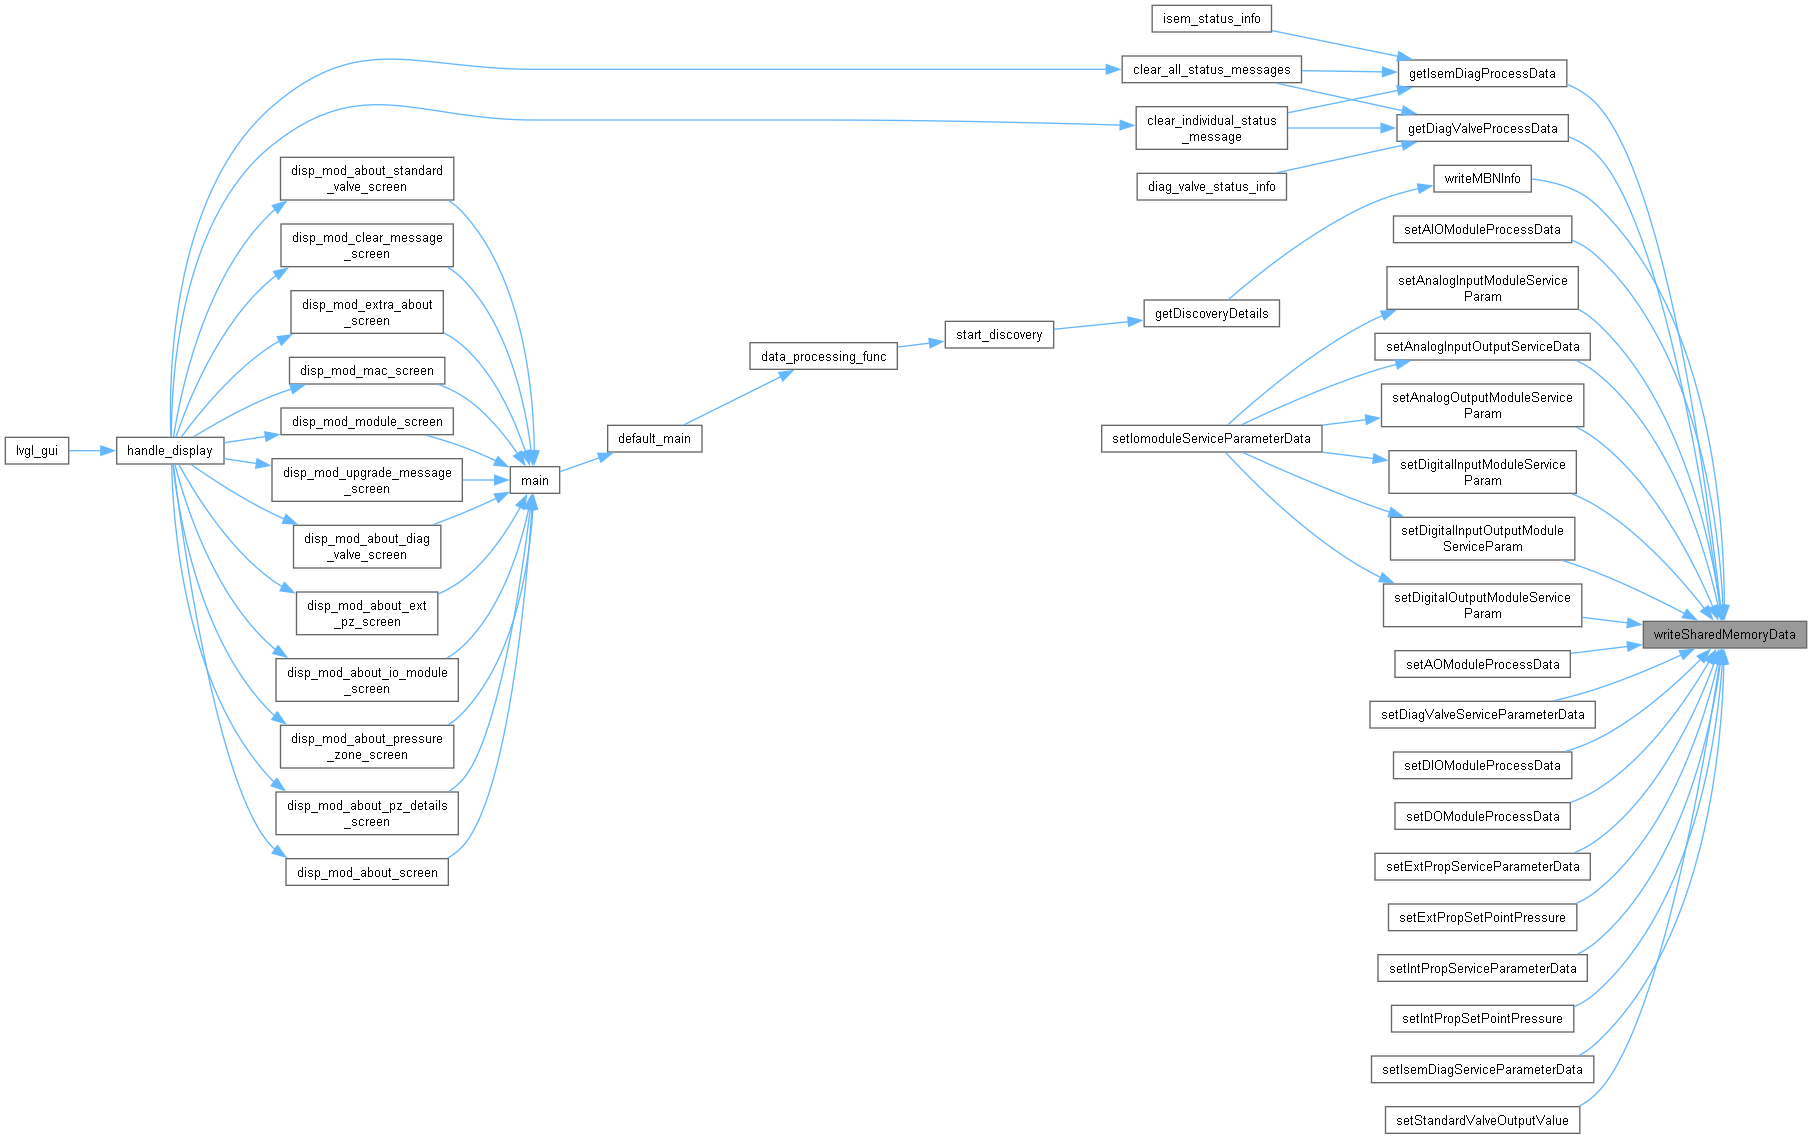 lvgl_gui
handle_display
disp_mod_about_standard
_valve_screen
disp_mod_clear_message
_screen
disp_mod_extra_about
_screen
disp_mod_mac_screen
disp_mod_module_screen
disp_mod_upgrade_message
_screen
disp_mod_about_diag
_valve_screen
disp_mod_about_ext
_pz_screen
disp_mod_about_io_module
_screen
disp_mod_about_pressure
_zone_screen
disp_mod_about_pz_details
_screen
disp_mod_about_screen
main
default_main
data_processing_func
start_discovery
isem_status_info
clear_all_status_messages
clear_individual_status
_message
diag_valve_status_info
getDiscoveryDetails
setIomoduleServiceParameterData
getIsemDiagProcessData
getDiagValveProcessData
writeMBNInfo
setAIOModuleProcessData
setAnalogInputModuleService
Param
setAnalogInputOutputServiceData
setAnalogOutputModuleService
Param
setDigitalInputModuleService
Param
setDigitalInputOutputModule
ServiceParam
setDigitalOutputModuleService
Param
setAOModuleProcessData
setDiagValveServiceParameterData
setDIOModuleProcessData
setDOModuleProcessData
setExtPropServiceParameterData
setExtPropSetPointPressure
setIntPropServiceParameterData
setIntPropSetPointPressure
setIsemDiagServiceParameterData
setStandardValveOutputValue
writeSharedMemoryData